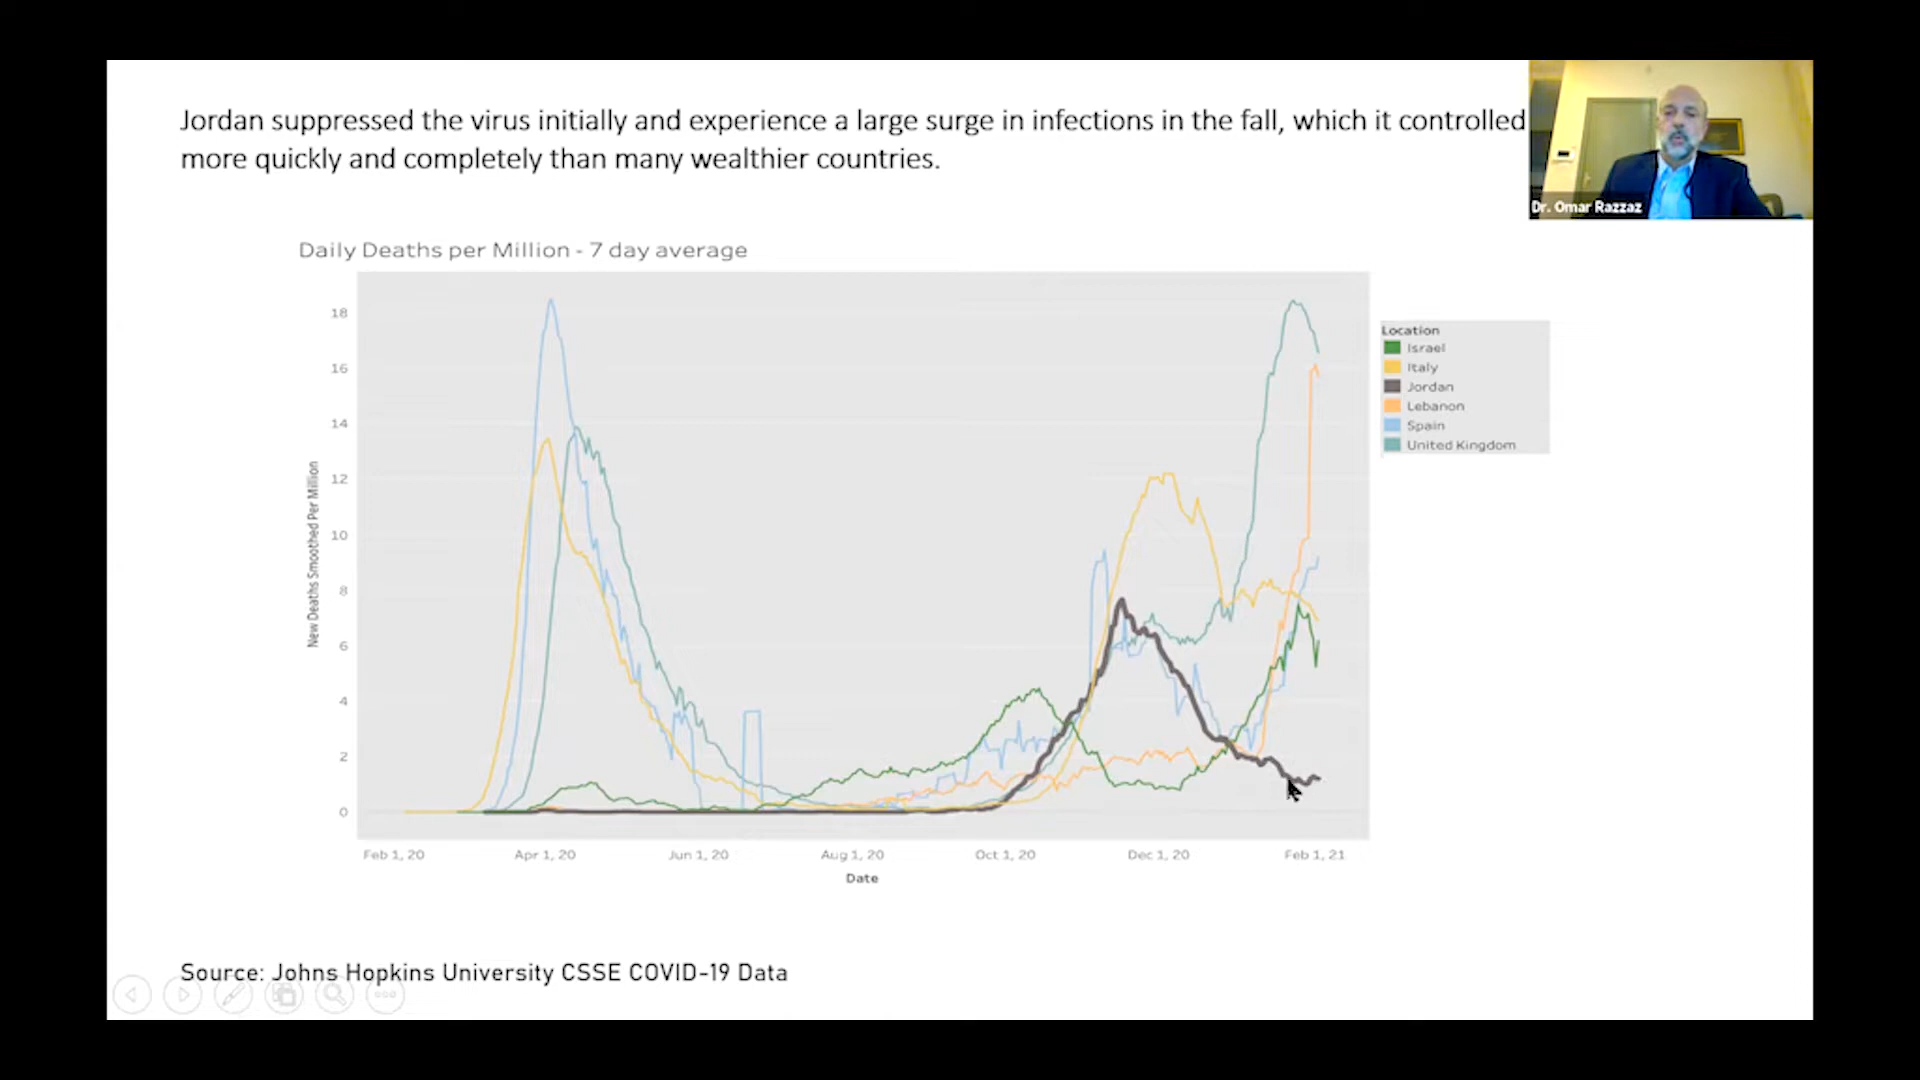 Jordan suppressed the virus initially and experience a large surge in infections in the fall, which it controlled
more quickly and completely than many wealthier countries.
Dr. Omar Razzaz
Daily Deaths per Million - 7 day average
New Deaths Smoothed Per Million
18
16
14
12
10
8
6
4
2
0
Feb 1, 20 Apr 1, 20 Jun 1, 20 Aug 1, 20 Oct 1, 20 Dec 1, 20 Feb 1, 21
Date
Location
Israel
Italy
Jordan
Lebanon
Spain
United Kingdom
Source: Johns Hopkins University CSSE COVID-19 Data